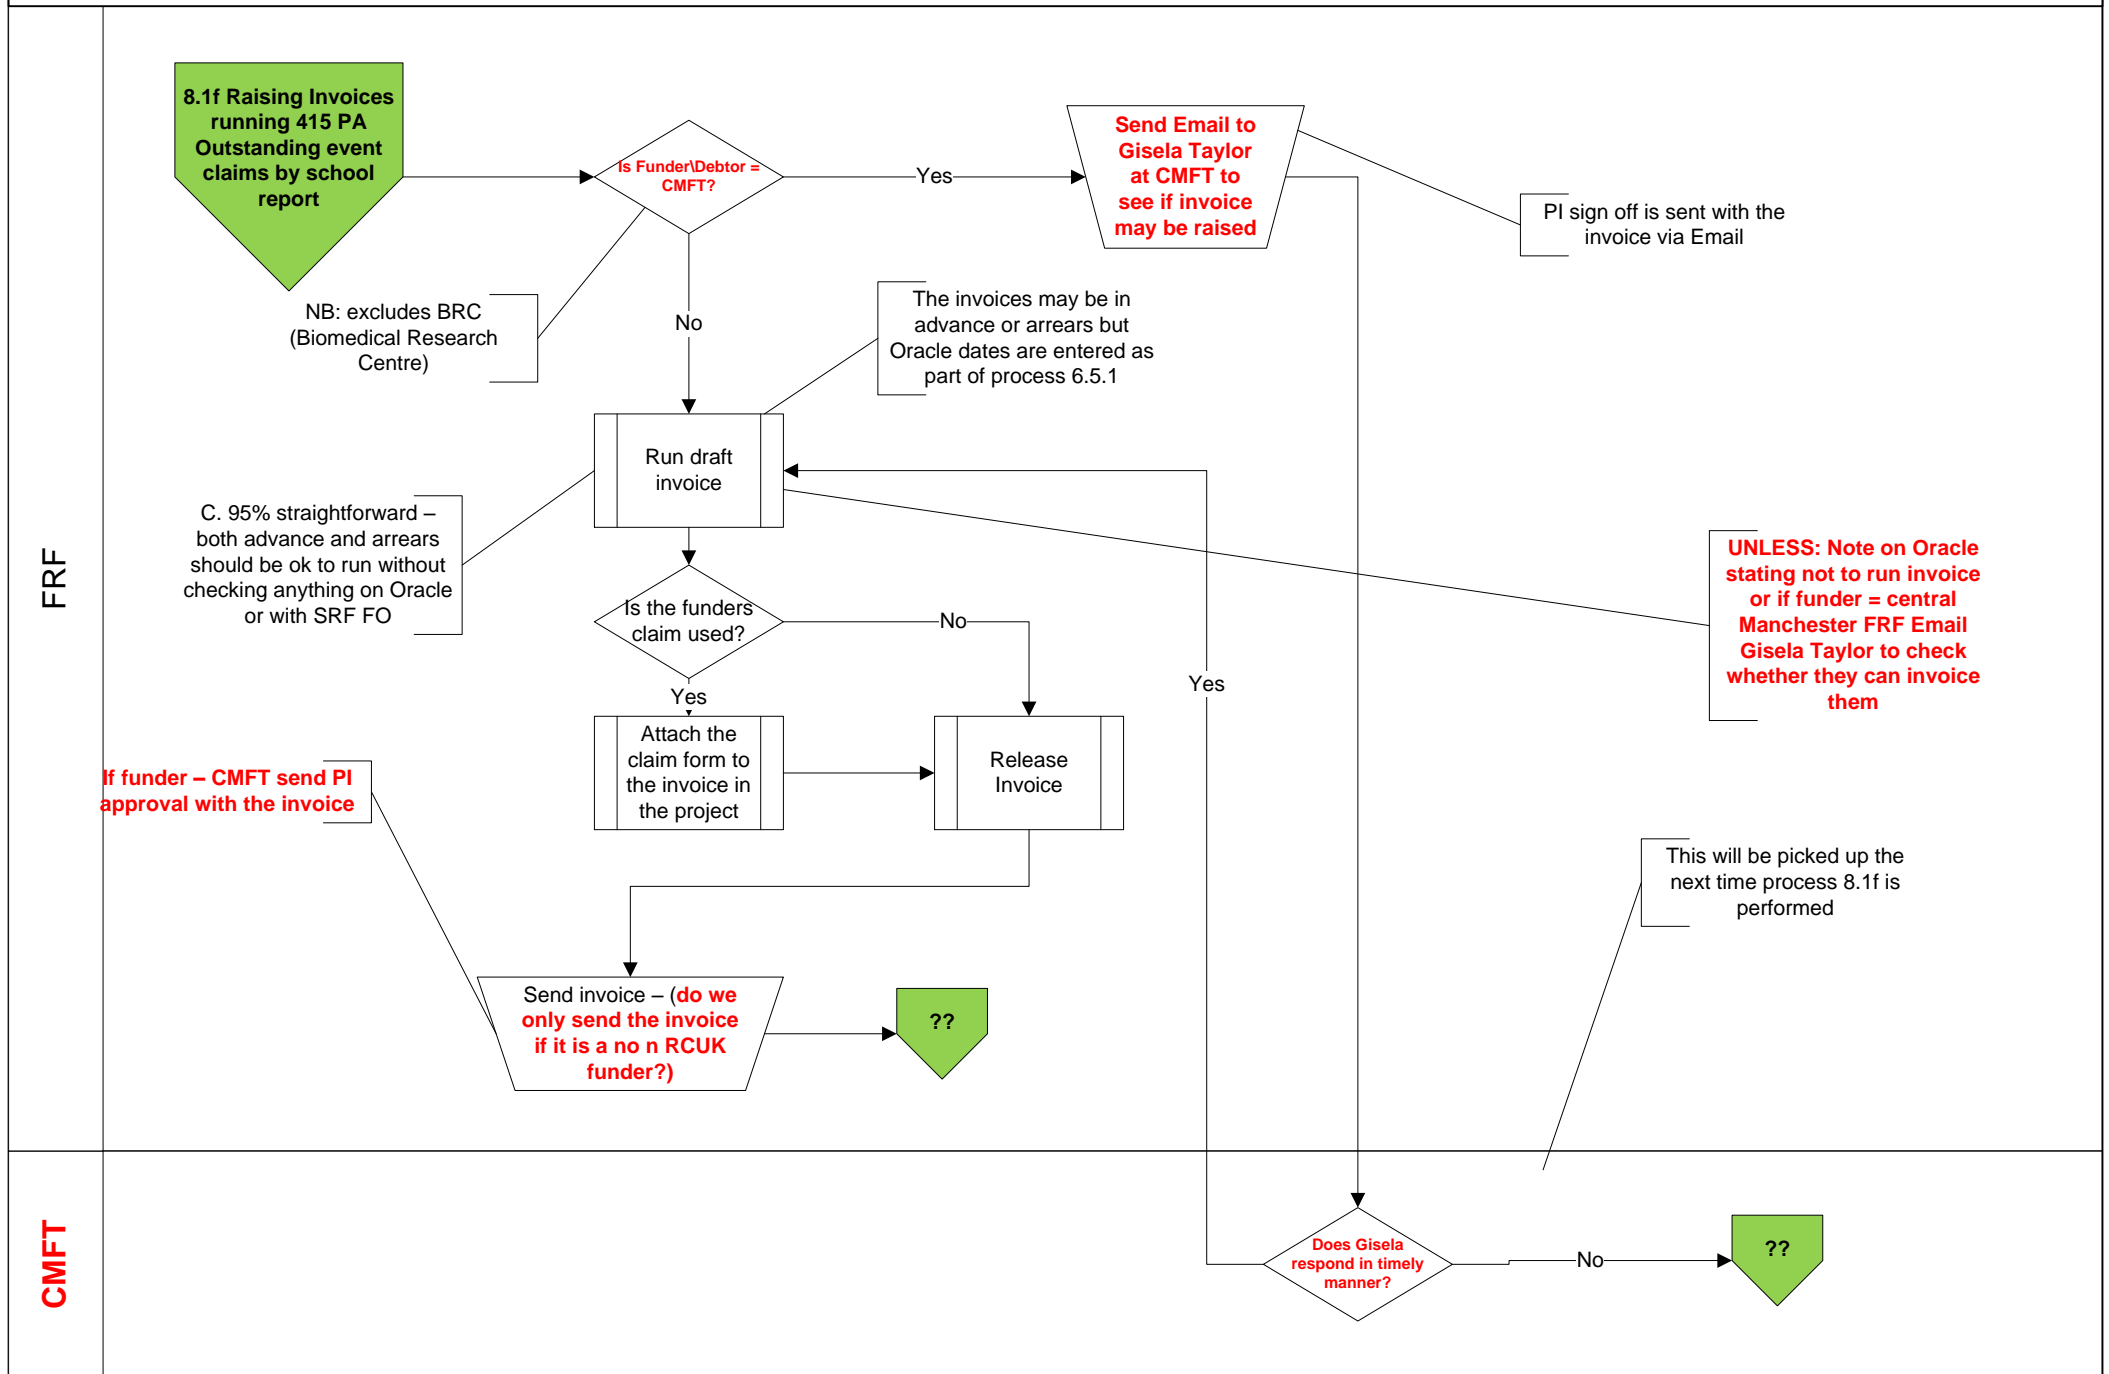 8.1f Raising Invoices
running 415 PA
Outstanding event
claims by school
report
Is Funder\Debtor =
CMFT?
Yes
Send Email to
Gisela Taylor
at CMFT to
see if invoice
may be raised
PI sign off is sent with the
invoice via Email
NB: excludes BRC
(Biomedical Research
Centre)
No
The invoices may be in
advance or arrears but
Oracle dates are entered as
part of process 6.5.1
Run draft
invoice
C. 95% straightforward –
both advance and arrears
should be ok to run without
checking anything on Oracle
or with SRF FO
FRF
UNLESS: Note on Oracle
stating not to run invoice
or if funder = central
Manchester FRF Email
Gisela Taylor to check
whether they can invoice
them
Is the funders
claim used?
No
Yes
Yes
Attach the
claim form to
the invoice in
the project
Release
Invoice
If funder – CMFT send PI
approval with the invoice
This will be picked up the
next time process 8.1f is
performed
Send invoice – (do we
only send the invoice
if it is a no n RCUK
funder?)
??
CMFT
Does Gisela
respond in timely
manner?
No
??